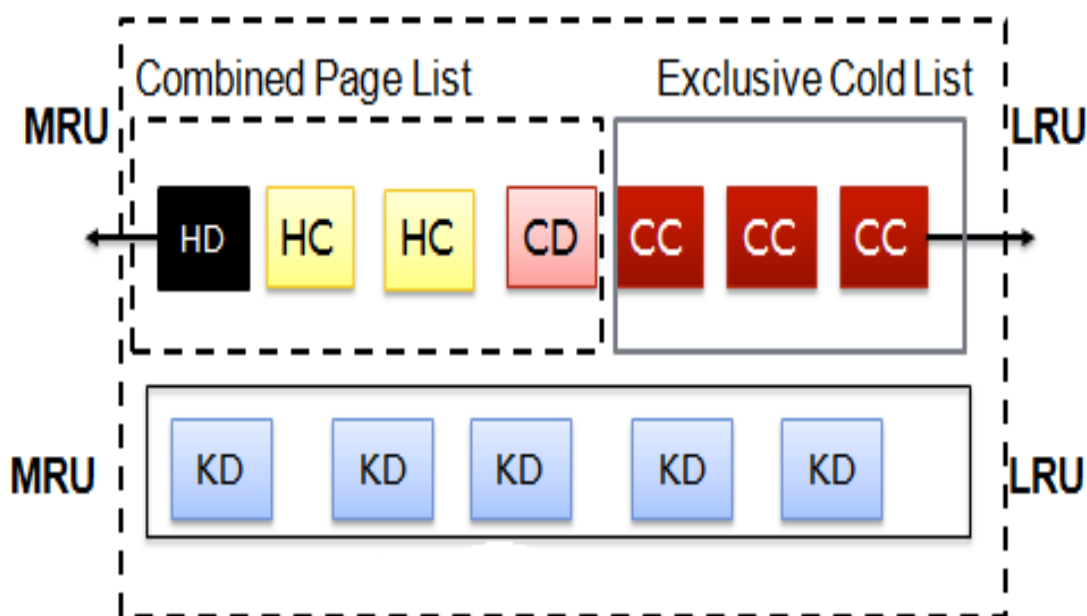 Combined Page List Exclusive Cold List
MRU LRU
HD HC HC CD CC CC CC
MRU KD KD KD KD KD LRU